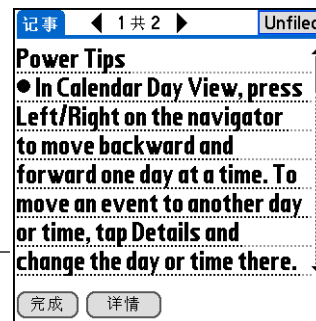 记事 1 共 2 Unfiled
Power Tips
● In Calendar Day View, press
Left/Right on the navigator
to move backward and
forward one day at a time. To
move an event to another day
or time, tap Details and
change the day or time there.
完成 详情